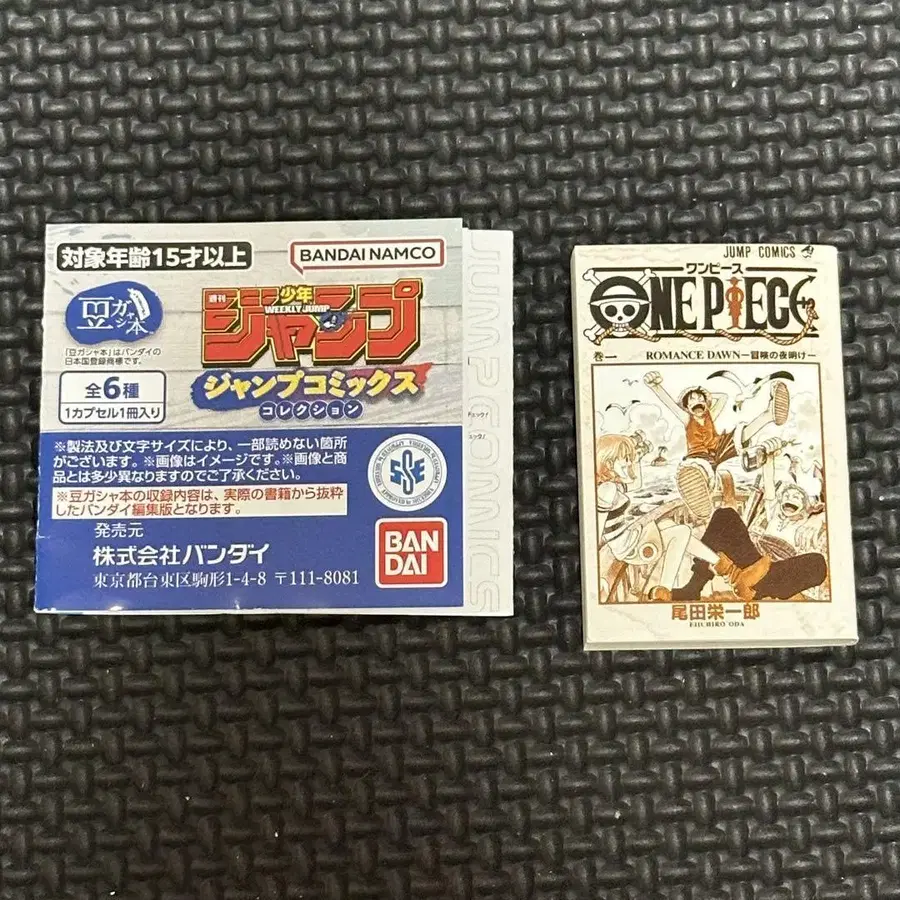 対象年齢15才以上
BANDAI NAMCO
豆ガシャ本
「豆ガシャ本」はバンダイの
日本国登録商標です。
週刊
少年
WEEKLY JUMP
ジャンプ
ジャンプコミックス
コレクション
全6種
1カプセル1冊入り
※製法及び文字サイズにより、一部読めない箇所
がございます。※画像はイメージです。※画像と商
品とは多少異なりますのでご了承ください。
※豆ガシャ本の収録内容は、実際の書籍から抜粋
したバンダイ編集版となります。
発売元
株式会社バンダイ
東京都台東区駒形1-4-8 〒111-8081
BAN
DAI
JUMP COMICS
JUMP COMICS
ワンピース
ONE PIECE
巻一
ROMANCE DAWN—冒険の夜明け—
尾田栄一郎
EIICHIRO ODA